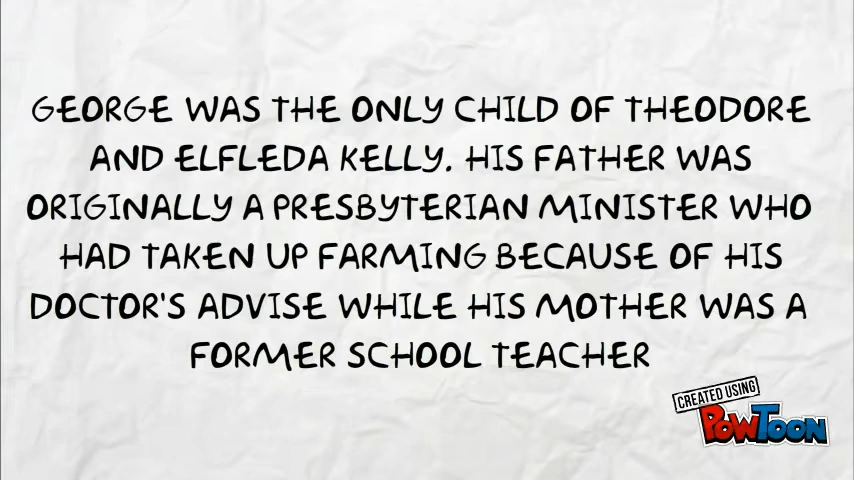 GEORGE WAS THE ONLY CHILD OF THEODORE
AND ELFLEDA KELLY. HIS FATHER WAS
ORIGINALLY A PRESBYTERIAN MINISTER WHO
HAD TAKEN UP FARMING BECAUSE OF HIS
DOCTOR'S ADVISE WHILE HIS MOTHER WAS A
FORMER SCHOOL TEACHER
CREATED USING
POWTOON